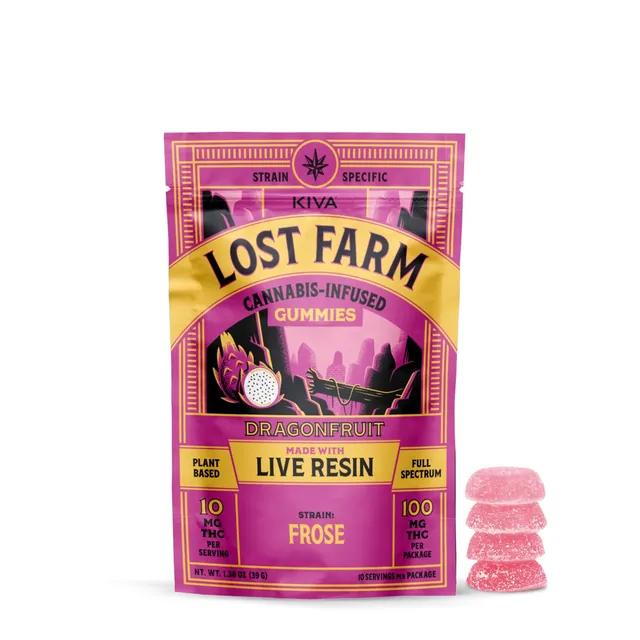 STRAIN SPECIFIC
KIVA
LOST FARM
CANNABIS-INFUSED
GUMMIES
DRAGONFRUIT
MADE WITH
LIVE RESIN
PLANT
BASED
FULL
SPECTRUM
10
MG
THC
PER
SERVING
STRAIN:
FROSE
100
MG
THC
PER
PACKAGE
NT. WT. 1.38 OZ (39 G)
10 SERVINGS PER PACKAGE